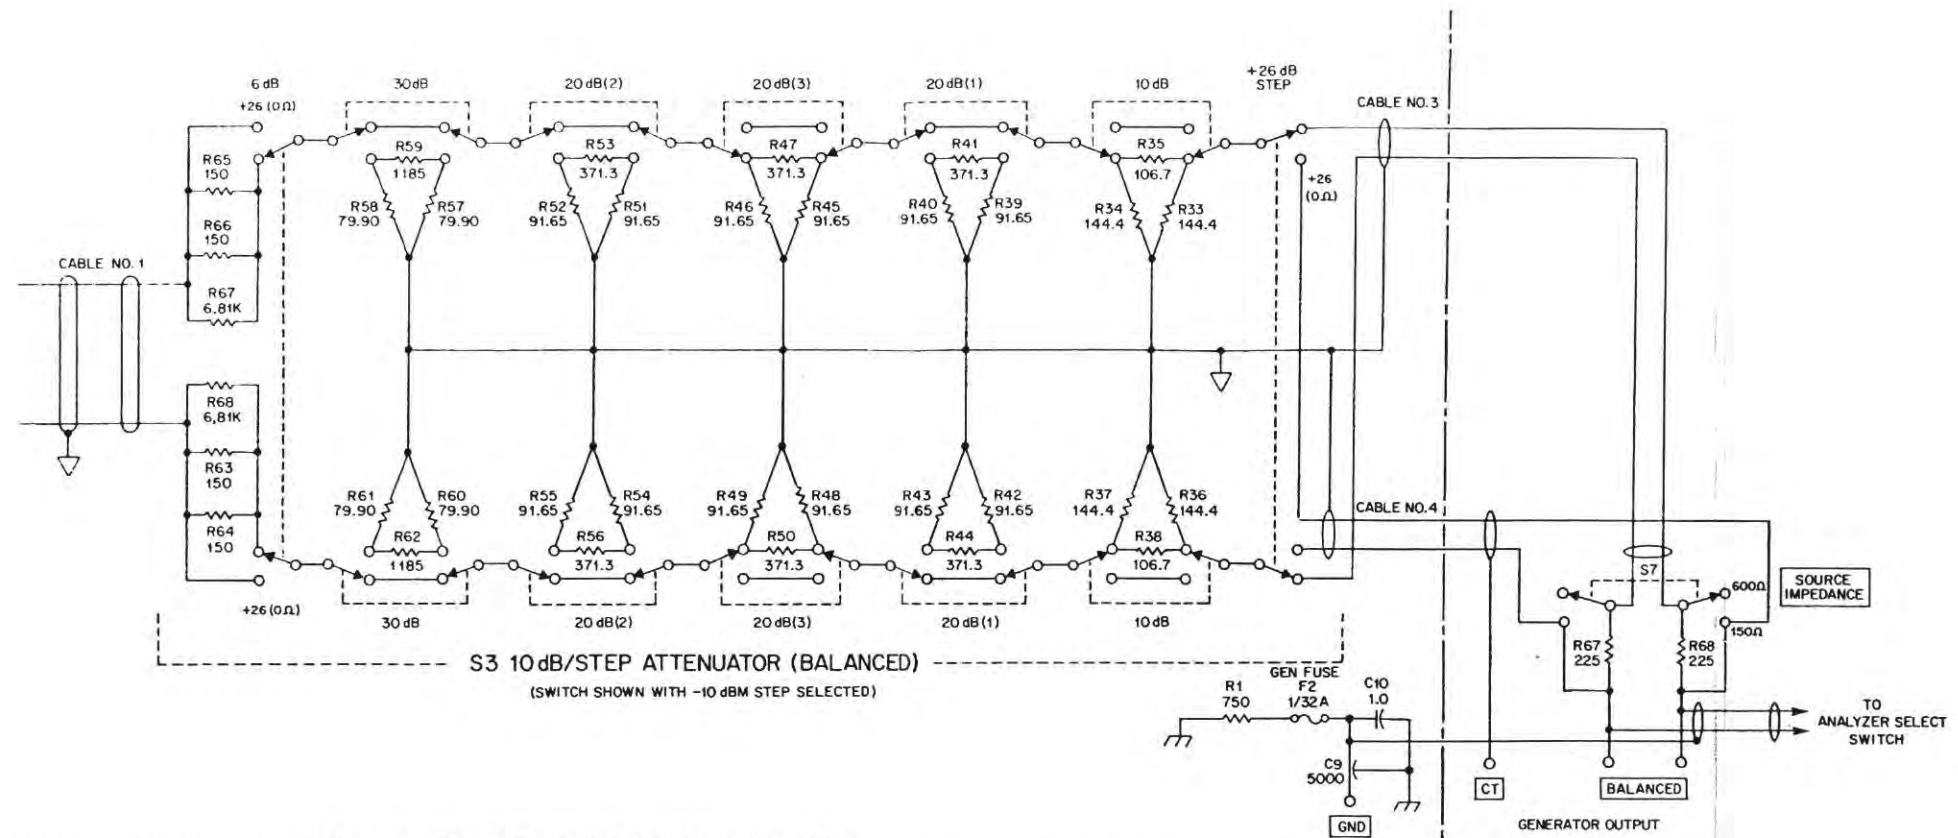 6 dB
+26 (0Ω)
30dB
20 dB(2)
20 dB(3)
20 dB(1)
10 dB
+26 dB
STEP
CABLE NO.3
R65
150
R66
150
R67
6.81K
CABLE NO. 1
R59
1185
R58
79.90
R57
79.90
R53
371.3
R52
91.65
R51
91.65
R47
371.3
R46
91.65
R45
91.65
R41
371.3
R40
91.65
R39
91.65
R35
106.7
R34
144.4
R33
144.4
+26
(0Ω)
R68
6,81K
R63
150
R64
150
+26 (0Ω)
R61
79.90
R60
79.90
R62
1185
30 dB
R55
91.65
R54
91.65
R56
371.3
20 dB(2)
R49
91.65
R48
91.65
R50
371.3
20 dB(3)
R43
91.65
R42
91.65
R44
371.3
20 dB(1)
R37
144.4
R36
144.4
R38
106.7
10 dB
CABLE NO.4
S7
600Ω
150Ω
SOURCE
IMPEDANCE
R67
225
R68
225
S3 10dB/STEP ATTENUATOR (BALANCED)
(SWITCH SHOWN WITH -10 dBM STEP SELECTED)
R1
750
GEN FUSE
F2
1/32A
C10
1.0
C9
5000
GND
CT
BALANCED
TO
ANALYZER SELECT
SWITCH
GENERATOR OUTPUT